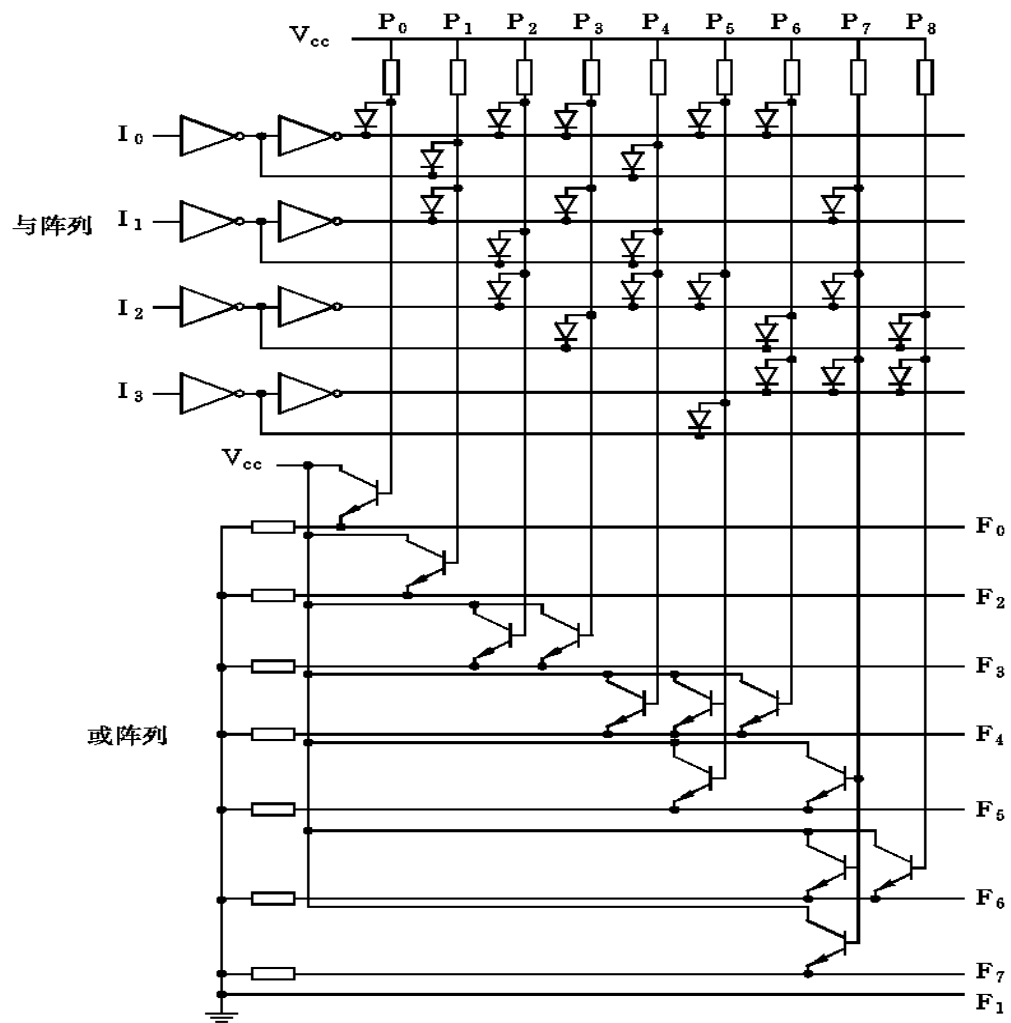 P0 P1 P2 P3 P4 P5 P6 P7 P8
Vcc
I0
与阵列 I1
I2
I3
Vcc
F0
F2
F3
或阵列 F4
F5
F6
F7
F1